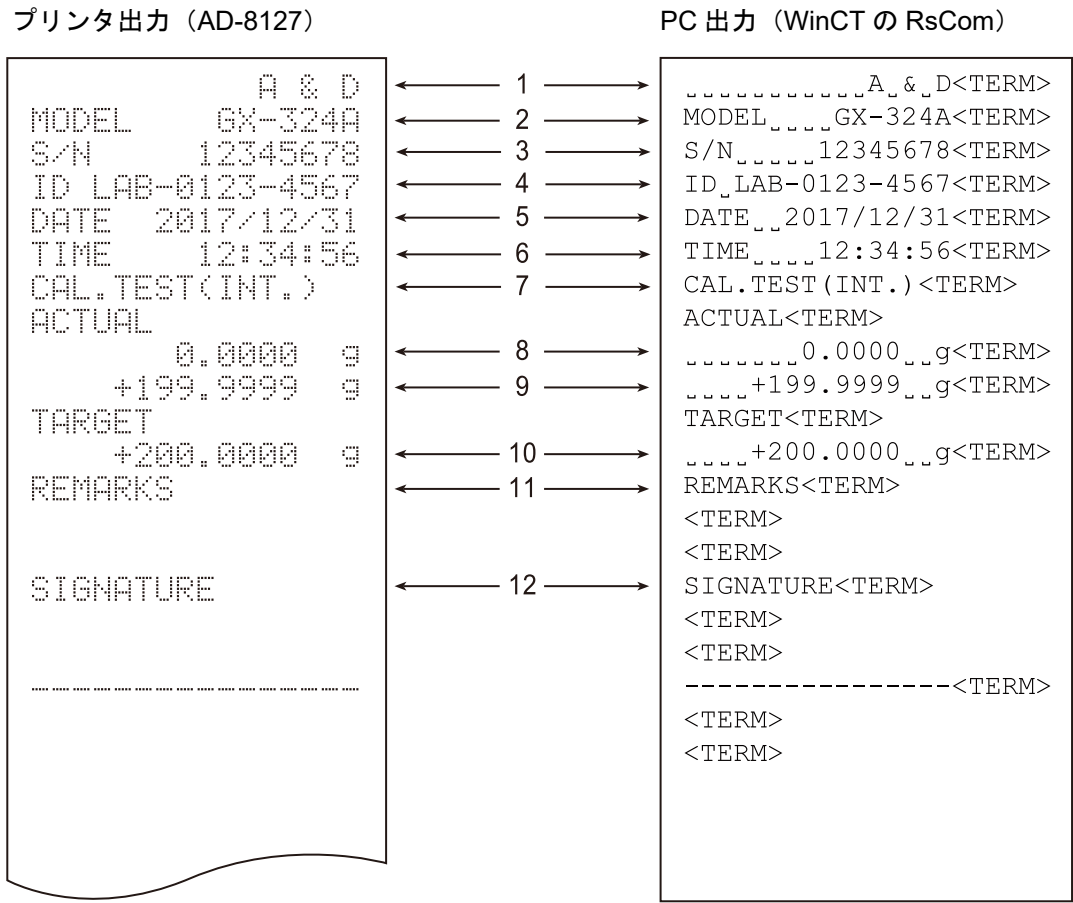 プリンタ出力（AD-8127）
A & D
MODEL GX-324A
S/N 12345678
ID LAB-0123-4567
DATE 2017/12/31
TIME 12:34:56
CAL.TEST(INT.)
ACTUAL
0.0000 g
+199.9999 g
TARGET
+200.0000 g
REMARKS
SIGNATURE
----------------
1
2
3
4
5
6
7
8
9
10
11
12
PC 出力（WinCT の RsCom）
␣␣␣␣␣␣␣␣␣␣␣A␣&␣D<TERM>
MODEL␣␣␣␣GX-324A<TERM>
S/N␣␣␣␣␣12345678<TERM>
ID␣LAB-0123-4567<TERM>
DATE␣␣2017/12/31<TERM>
TIME␣␣␣␣12:34:56<TERM>
CAL.TEST(INT.)<TERM>
ACTUAL<TERM>
␣␣␣␣␣␣␣0.0000␣␣g<TERM>
␣␣␣␣+199.9999␣␣g<TERM>
TARGET<TERM>
␣␣␣␣+200.0000␣␣g<TERM>
REMARKS<TERM>
<TERM>
<TERM>
SIGNATURE<TERM>
<TERM>
<TERM>
----------------<TERM>
<TERM>
<TERM>